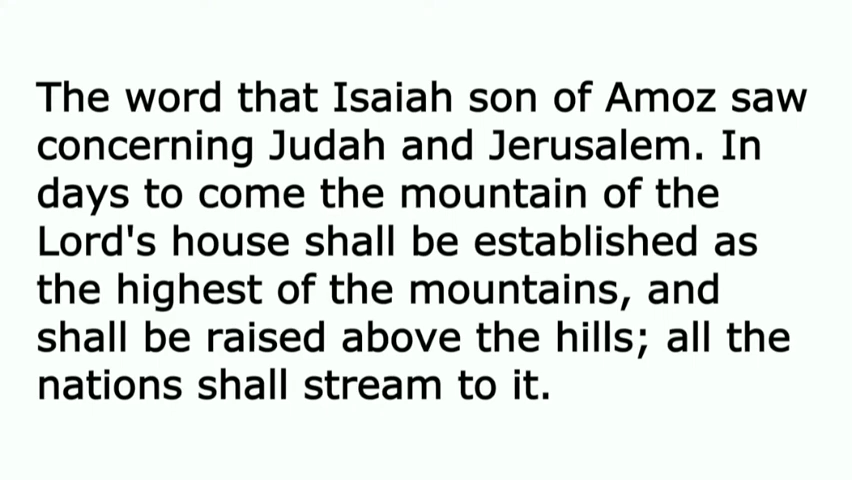 The word that Isaiah son of Amoz saw
concerning Judah and Jerusalem. In
days to come the mountain of the
Lord's house shall be established as
the highest of the mountains, and
shall be raised above the hills; all the
nations shall stream to it.